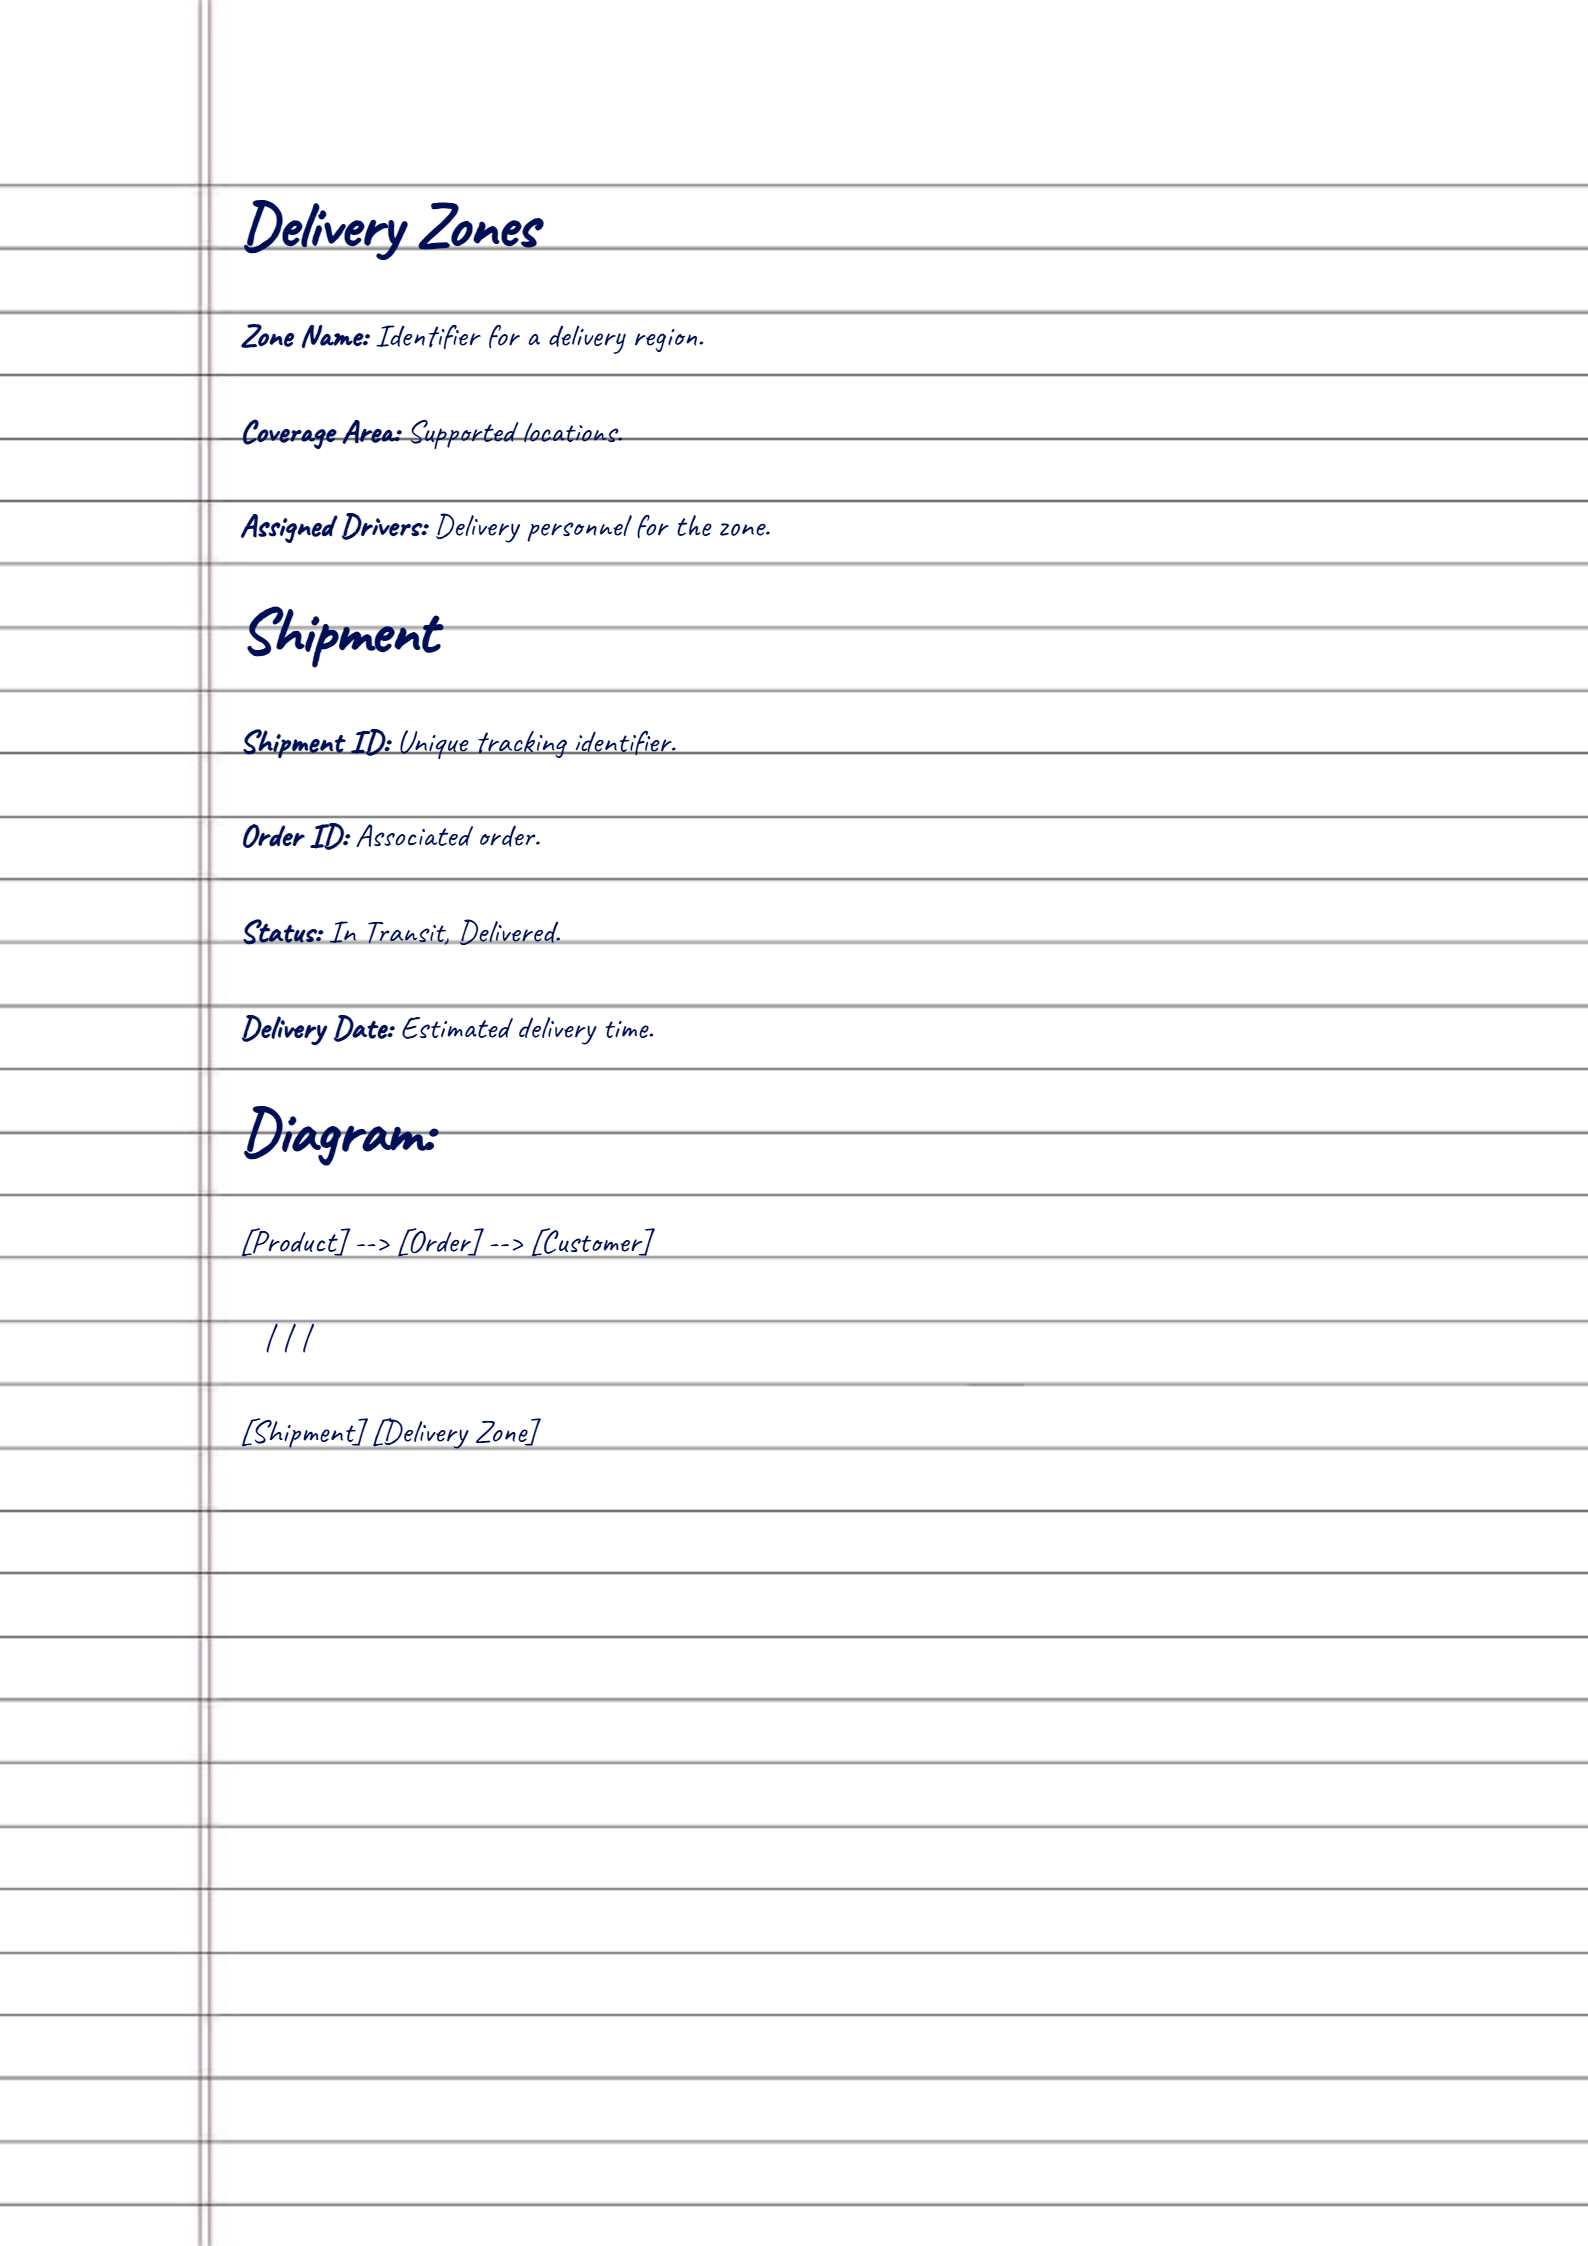 Delivery Zones
Zone Name: Identifier for a delivery region.
Coverage Area: Supported locations.
Assigned Drivers: Delivery personnel for the zone.
Shipment
Shipment ID: Unique tracking identifier.
Order ID: Associated order.
Status: In Transit, Delivered.
Delivery Date: Estimated delivery time.
Diagram:
[Product] --> [Order] --> [Customer]
| | |
[Shipment] [Delivery Zone]